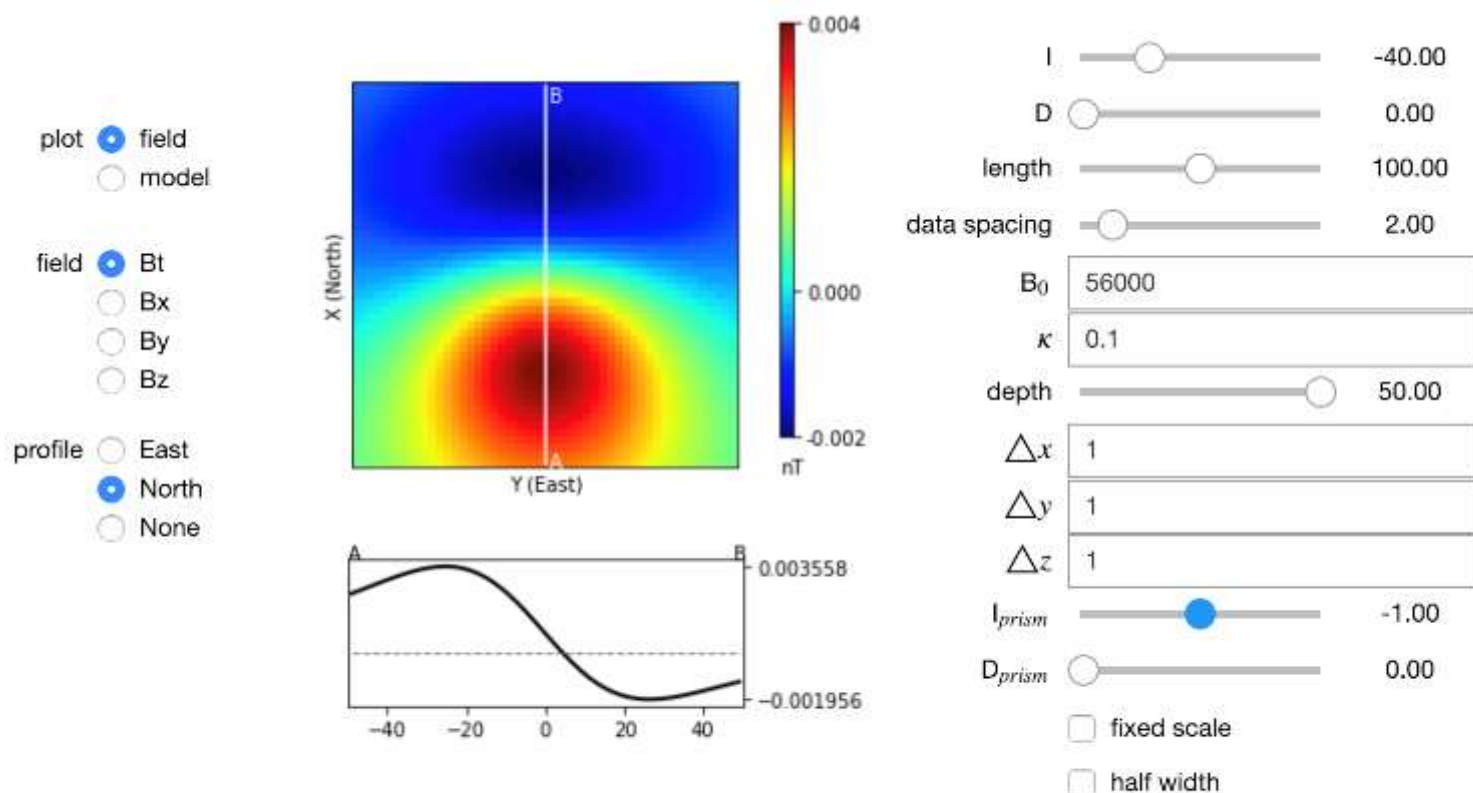 plot field
model
field Bt
Bx
By
Bz
profile East
North
None
0.004
0.000
-0.002
nT
B
A
X (North)
Y (East)
A B
0.003558
−0.001956
−40 −20 0 20 40
I -40.00
D 0.00
length 100.00
data spacing 2.00
B₀ 56000
κ 0.1
depth 50.00
△x 1
△y 1
△z 1
I_prism -1.00
D_prism 0.00
fixed scale
half width